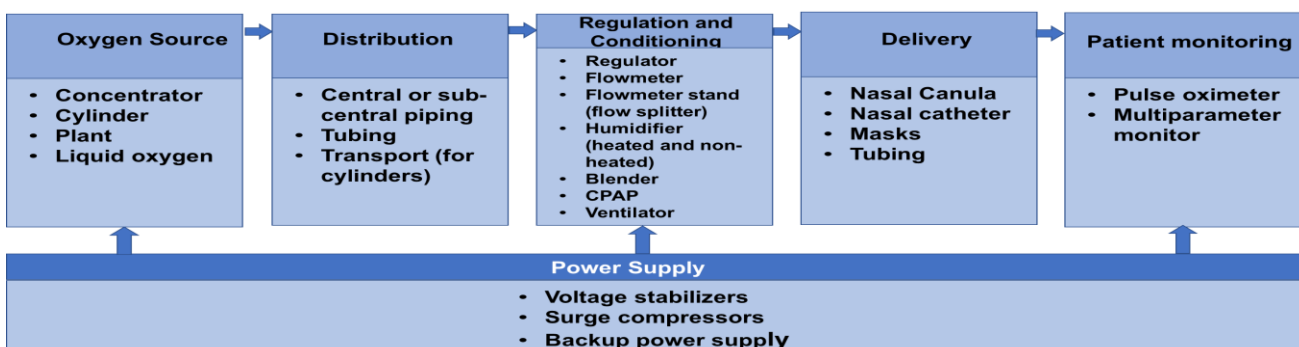 Oxygen Source
• Concentrator
• Cylinder
• Plant
• Liquid oxygen
Distribution
• Central or sub-
central piping
• Tubing
• Transport (for
cylinders)
Regulation and
Conditioning
• Regulator
• Flowmeter
• Flowmeter stand
(flow splitter)
• Humidifier
(heated and non-
heated)
• Blender
• CPAP
• Ventilator
Delivery
• Nasal Canula
• Nasal catheter
• Masks
• Tubing
Patient monitoring
• Pulse oximeter
• Multiparameter
monitor
Power Supply
• Voltage stabilizers
• Surge compressors
• Backup power supply